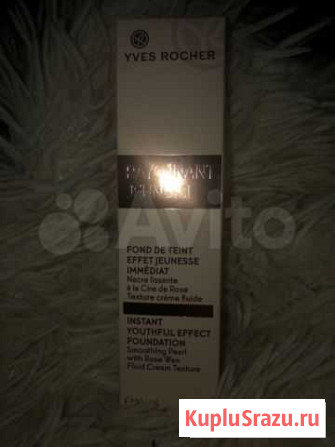 YVES ROCHER
FOND DE TEINT
EFFET JEUNESSE
IMMÉDIAT
Nacre lissante
à la Cire de Rose
Texture crème fluide
INSTANT
YOUTHFUL EFFECT
FOUNDATION
Smoothing Pearl
with Rose Wax
Fluid Cream Texture
Avito
KupluSrazu.ru